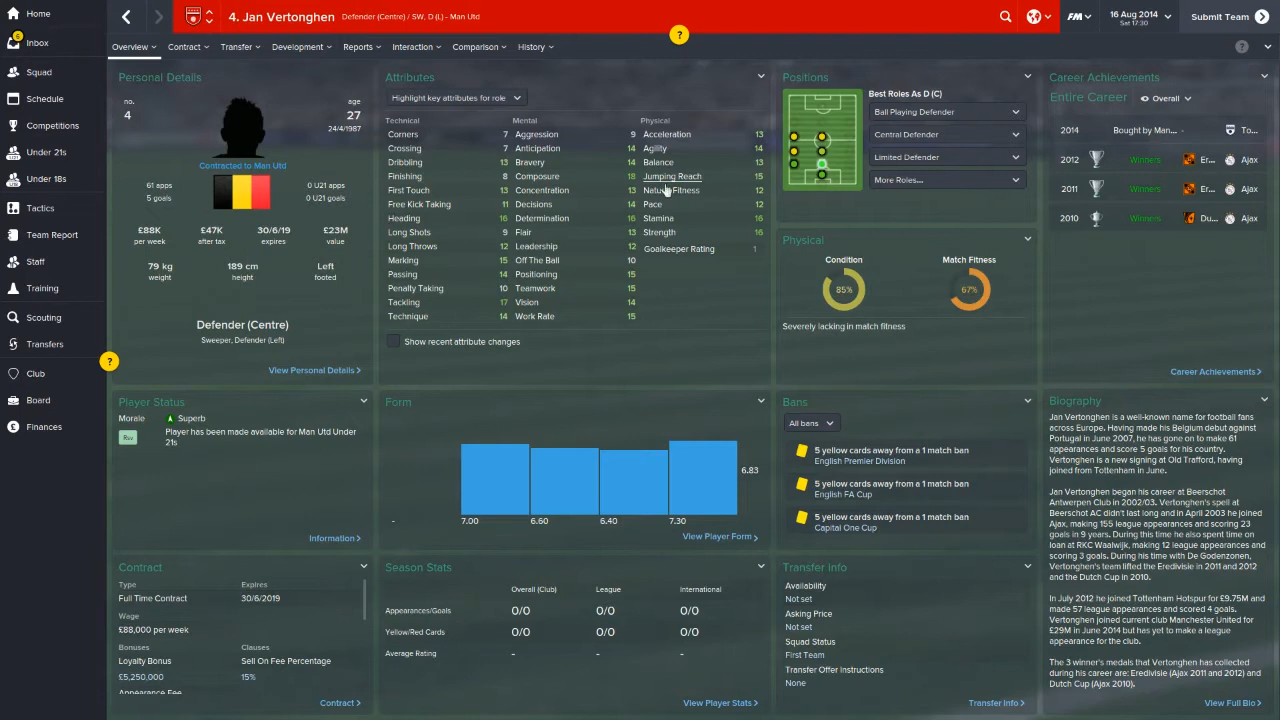 Home
4. Jan Vertonghen Defender (Centre) / SW, D (L) - Man Utd
FM
16 Aug 2014
Sat 17:30
Submit Team
6
Inbox
Squad
Schedule
Competitions
Under 21s
Under 18s
Tactics
Team Report
Staff
Training
Scouting
Transfers
Club
Board
Finances
Overview Contract Transfer Development Reports Interaction Comparison History
?
?
?
Personal Details
no.
4
age
27
24/4/1987
Contracted to Man Utd
61 apps
5 goals
0 U21 apps
0 U21 goals
£88K
per week
£47K
after tax
30/6/19
expires
£23M
value
79 kg
weight
189 cm
height
Left
footed
Defender (Centre)
Sweeper, Defender (Left)
View Personal Details
Attributes
Highlight key attributes for role
Technical Mental Physical
Corners 7 Aggression 9 Acceleration 13
Crossing 7 Anticipation 14 Agility 14
Dribbling 13 Bravery 14 Balance 13
Finishing 8 Composure 18 Jumping Reach 15
First Touch 13 Concentration 13 Natural Fitness 12
Free Kick Taking 11 Decisions 14 Pace 12
Heading 16 Determination 16 Stamina 16
Long Shots 9 Flair 13 Strength 16
Long Throws 12 Leadership 12 Goalkeeper Rating 1
Marking 15 Off The Ball 10
Passing 14 Positioning 15
Penalty Taking 10 Teamwork 15
Tackling 17 Vision 14
Technique 14 Work Rate 15
Show recent attribute changes
Positions
Best Roles As D (C)
Ball Playing Defender
Central Defender
Limited Defender
More Roles...
Physical
Condition Match Fitness
85% 67%
Severely lacking in match fitness
Career Achievements
Entire Career Overall
2014 Bought by Man... - To...
2012 Winners Er... Ajax
2011 Winners Er... Ajax
2010 Winners Du... Ajax
Career Achievements
Player Status
Morale Superb
Rsv Player has been made available for Man Utd Under
21s
Information
Form
6.83
- 7.00 6.60 6.40 7.30
View Player Form
Bans
All bans
5 yellow cards away from a 1 match ban
English Premier Division
5 yellow cards away from a 1 match ban
English FA Cup
5 yellow cards away from a 1 match ban
Capital One Cup
Biography
Jan Vertonghen is a well-known name for football fans
across Europe. Having made his Belgium debut against
Portugal in June 2007, he has gone on to make 61
appearances and score 5 goals for his country.
Vertonghen is a new signing at Old Trafford, having
joined from Tottenham in June.
Jan Vertonghen began his career at Beerschot
Antwerpen Club in 2002/03. Vertonghen's spell at
Beerschot AC didn't last long and in April 2003 he joined
Ajax, making 155 league appearances and scoring 23
goals in 9 years. During this time he also spent time on
loan at RKC Waalwijk, making 12 league appearances and
scoring 3 goals. During his time with De Godenzonen,
Vertonghen's team lifted the Eredivisie in 2011 and 2012
and the Dutch Cup in 2010.
In July 2012 he joined Tottenham Hotspur for £9.75M and
made 57 league appearances and scored 4 goals.
Vertonghen joined current club Manchester United for
£29M in June 2014 but has yet to make a league
appearance for the club.
The 3 winner's medals that Vertonghen has collected
during his career are: Eredivisie (Ajax 2011 and 2012) and
Dutch Cup (Ajax 2010).
View Full Bio
Contract
Type Expires
Full Time Contract 30/6/2019
Wage
£88,000 per week
Bonuses Clauses
Loyalty Bonus Sell On Fee Percentage
£5,250,000 15%
Appearance Fee
Contract
Season Stats
Overall (Club) League International
Appearances/Goals 0/0 0/0 0/0
Yellow/Red Cards 0/0 0/0 0/0
Average Rating - - -
View Player Stats
Transfer Info
Availability
Not set
Asking Price
Not set
Squad Status
First Team
Transfer Offer Instructions
None
Transfer Info